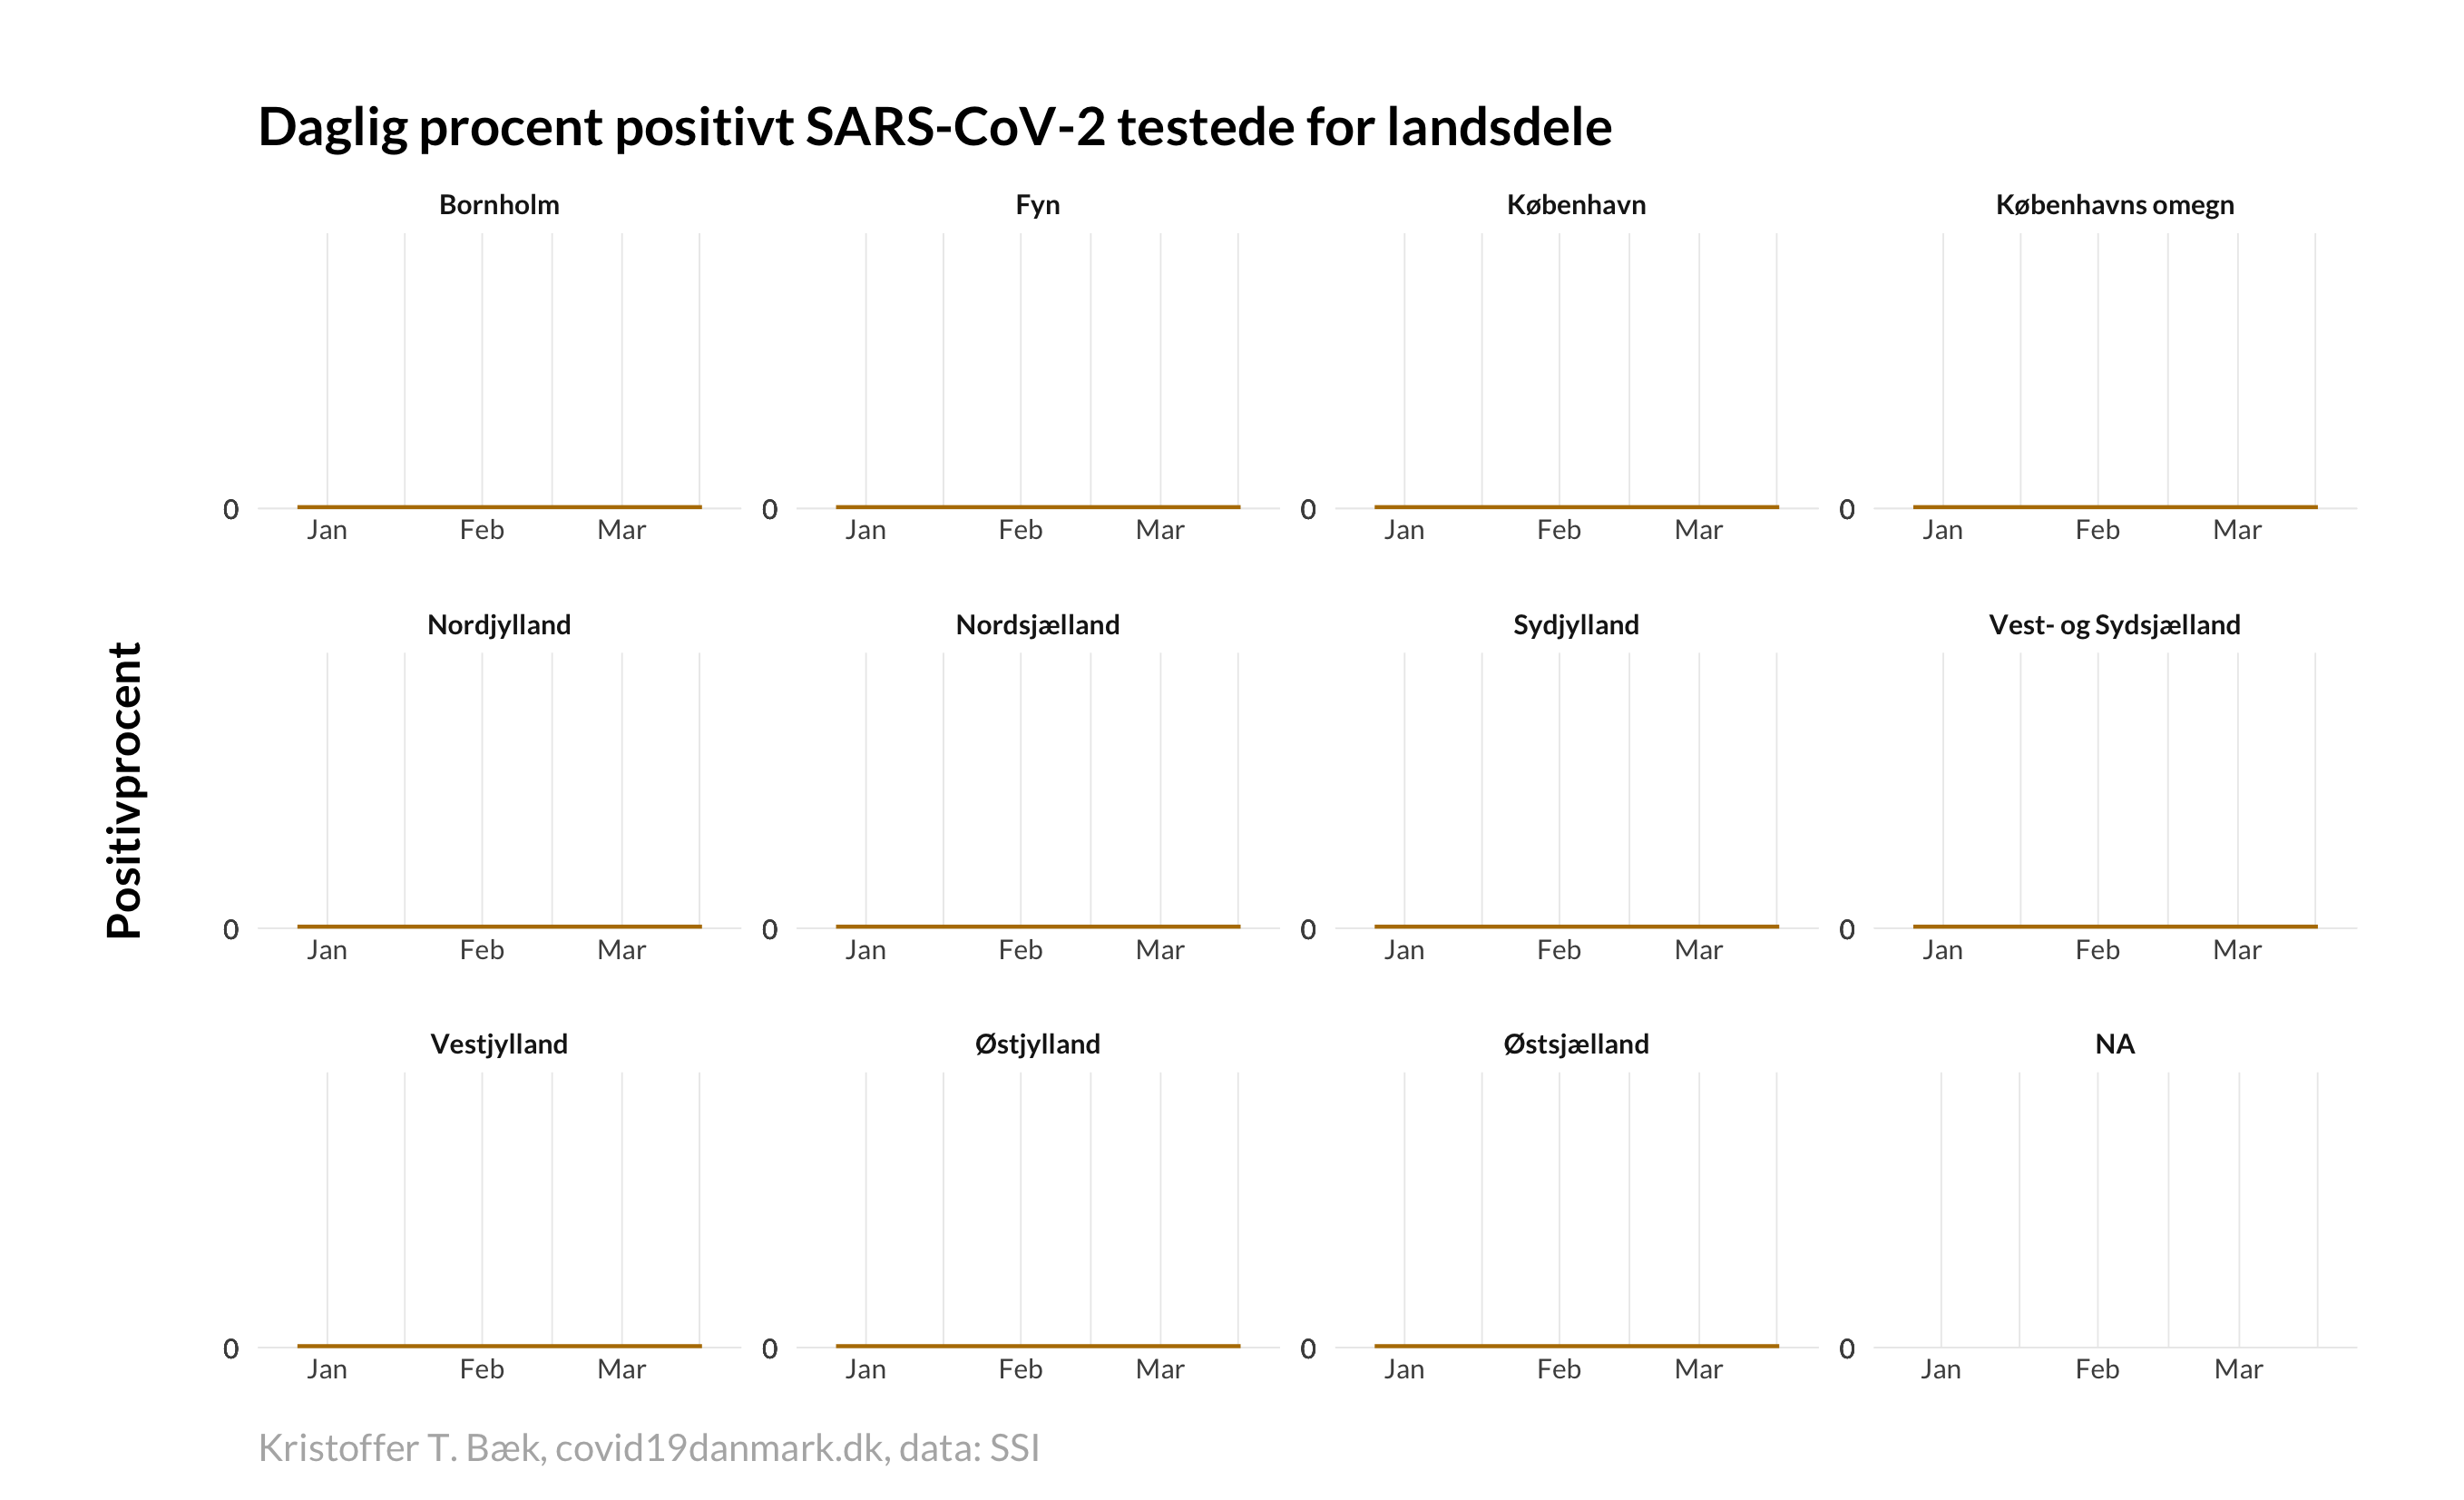 Daglig procent positivt SARS-CoV-2 testede for landsdele
Positivprocent
Bornholm
0
Jan Feb Mar
Fyn
0
Jan Feb Mar
København
0
Jan Feb Mar
Københavns omegn
0
Jan Feb Mar
Nordjylland
0
Jan Feb Mar
Nordsjælland
0
Jan Feb Mar
Sydjylland
0
Jan Feb Mar
Vest- og Sydsjælland
0
Jan Feb Mar
Vestjylland
0
Jan Feb Mar
Østjylland
0
Jan Feb Mar
Østsjælland
0
Jan Feb Mar
NA
0
Jan Feb Mar
Kristoffer T. Bæk, covid19danmark.dk, data: SSI